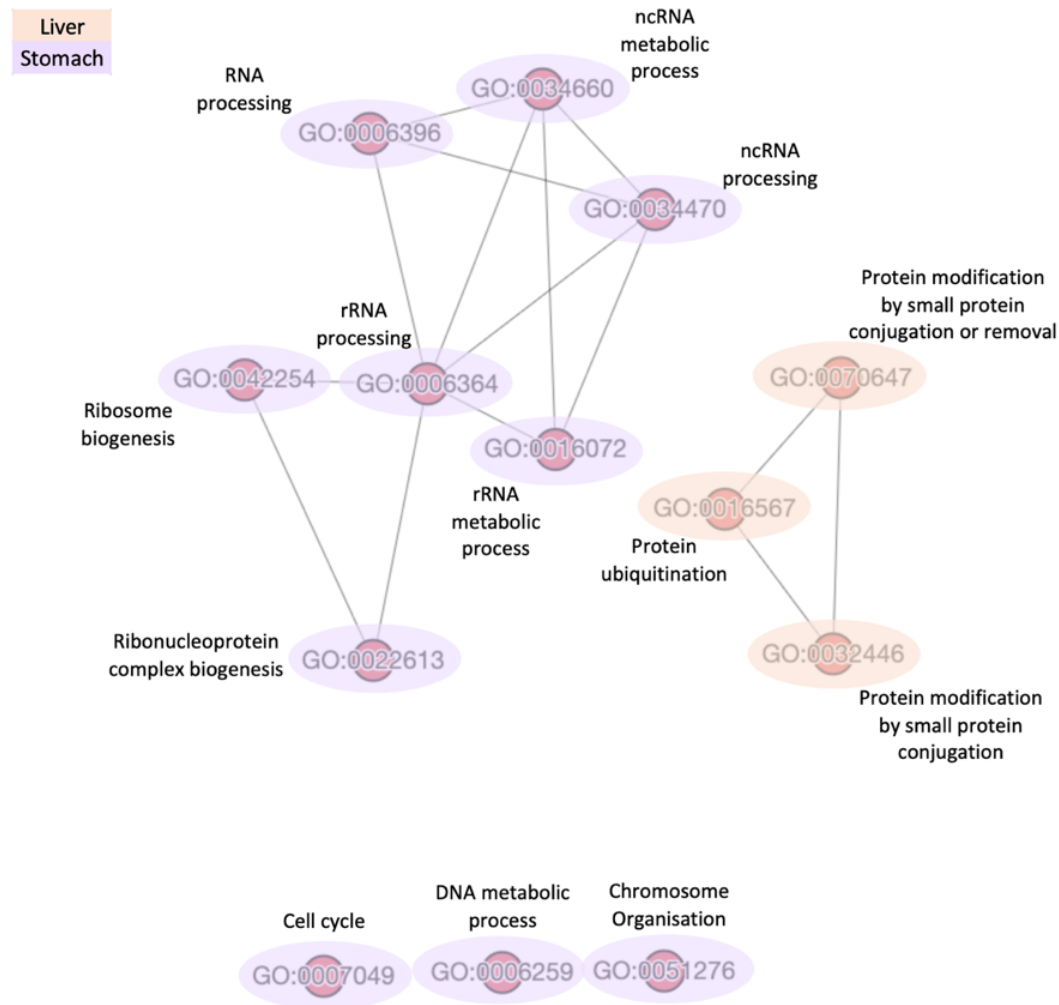 Liver
Stomach
ncRNA
metabolic
process
GO:0034660
RNA
processing
GO:0006396
ncRNA
processing
GO:0034470
Protein modification
by small protein
conjugation or removal
GO:0070647
rRNA
processing
GO:0042254
GO:0006364
Ribosome
biogenesis
GO:0016072
rRNA
metabolic
process
GO:0016567
Protein
ubiquitination
Ribonucleoprotein
complex biogenesis
GO:0022613
GO:0032446
Protein modification
by small protein
conjugation
Cell cycle
GO:0007049
DNA metabolic
process
GO:0006259
Chromosome
Organisation
GO:0051276